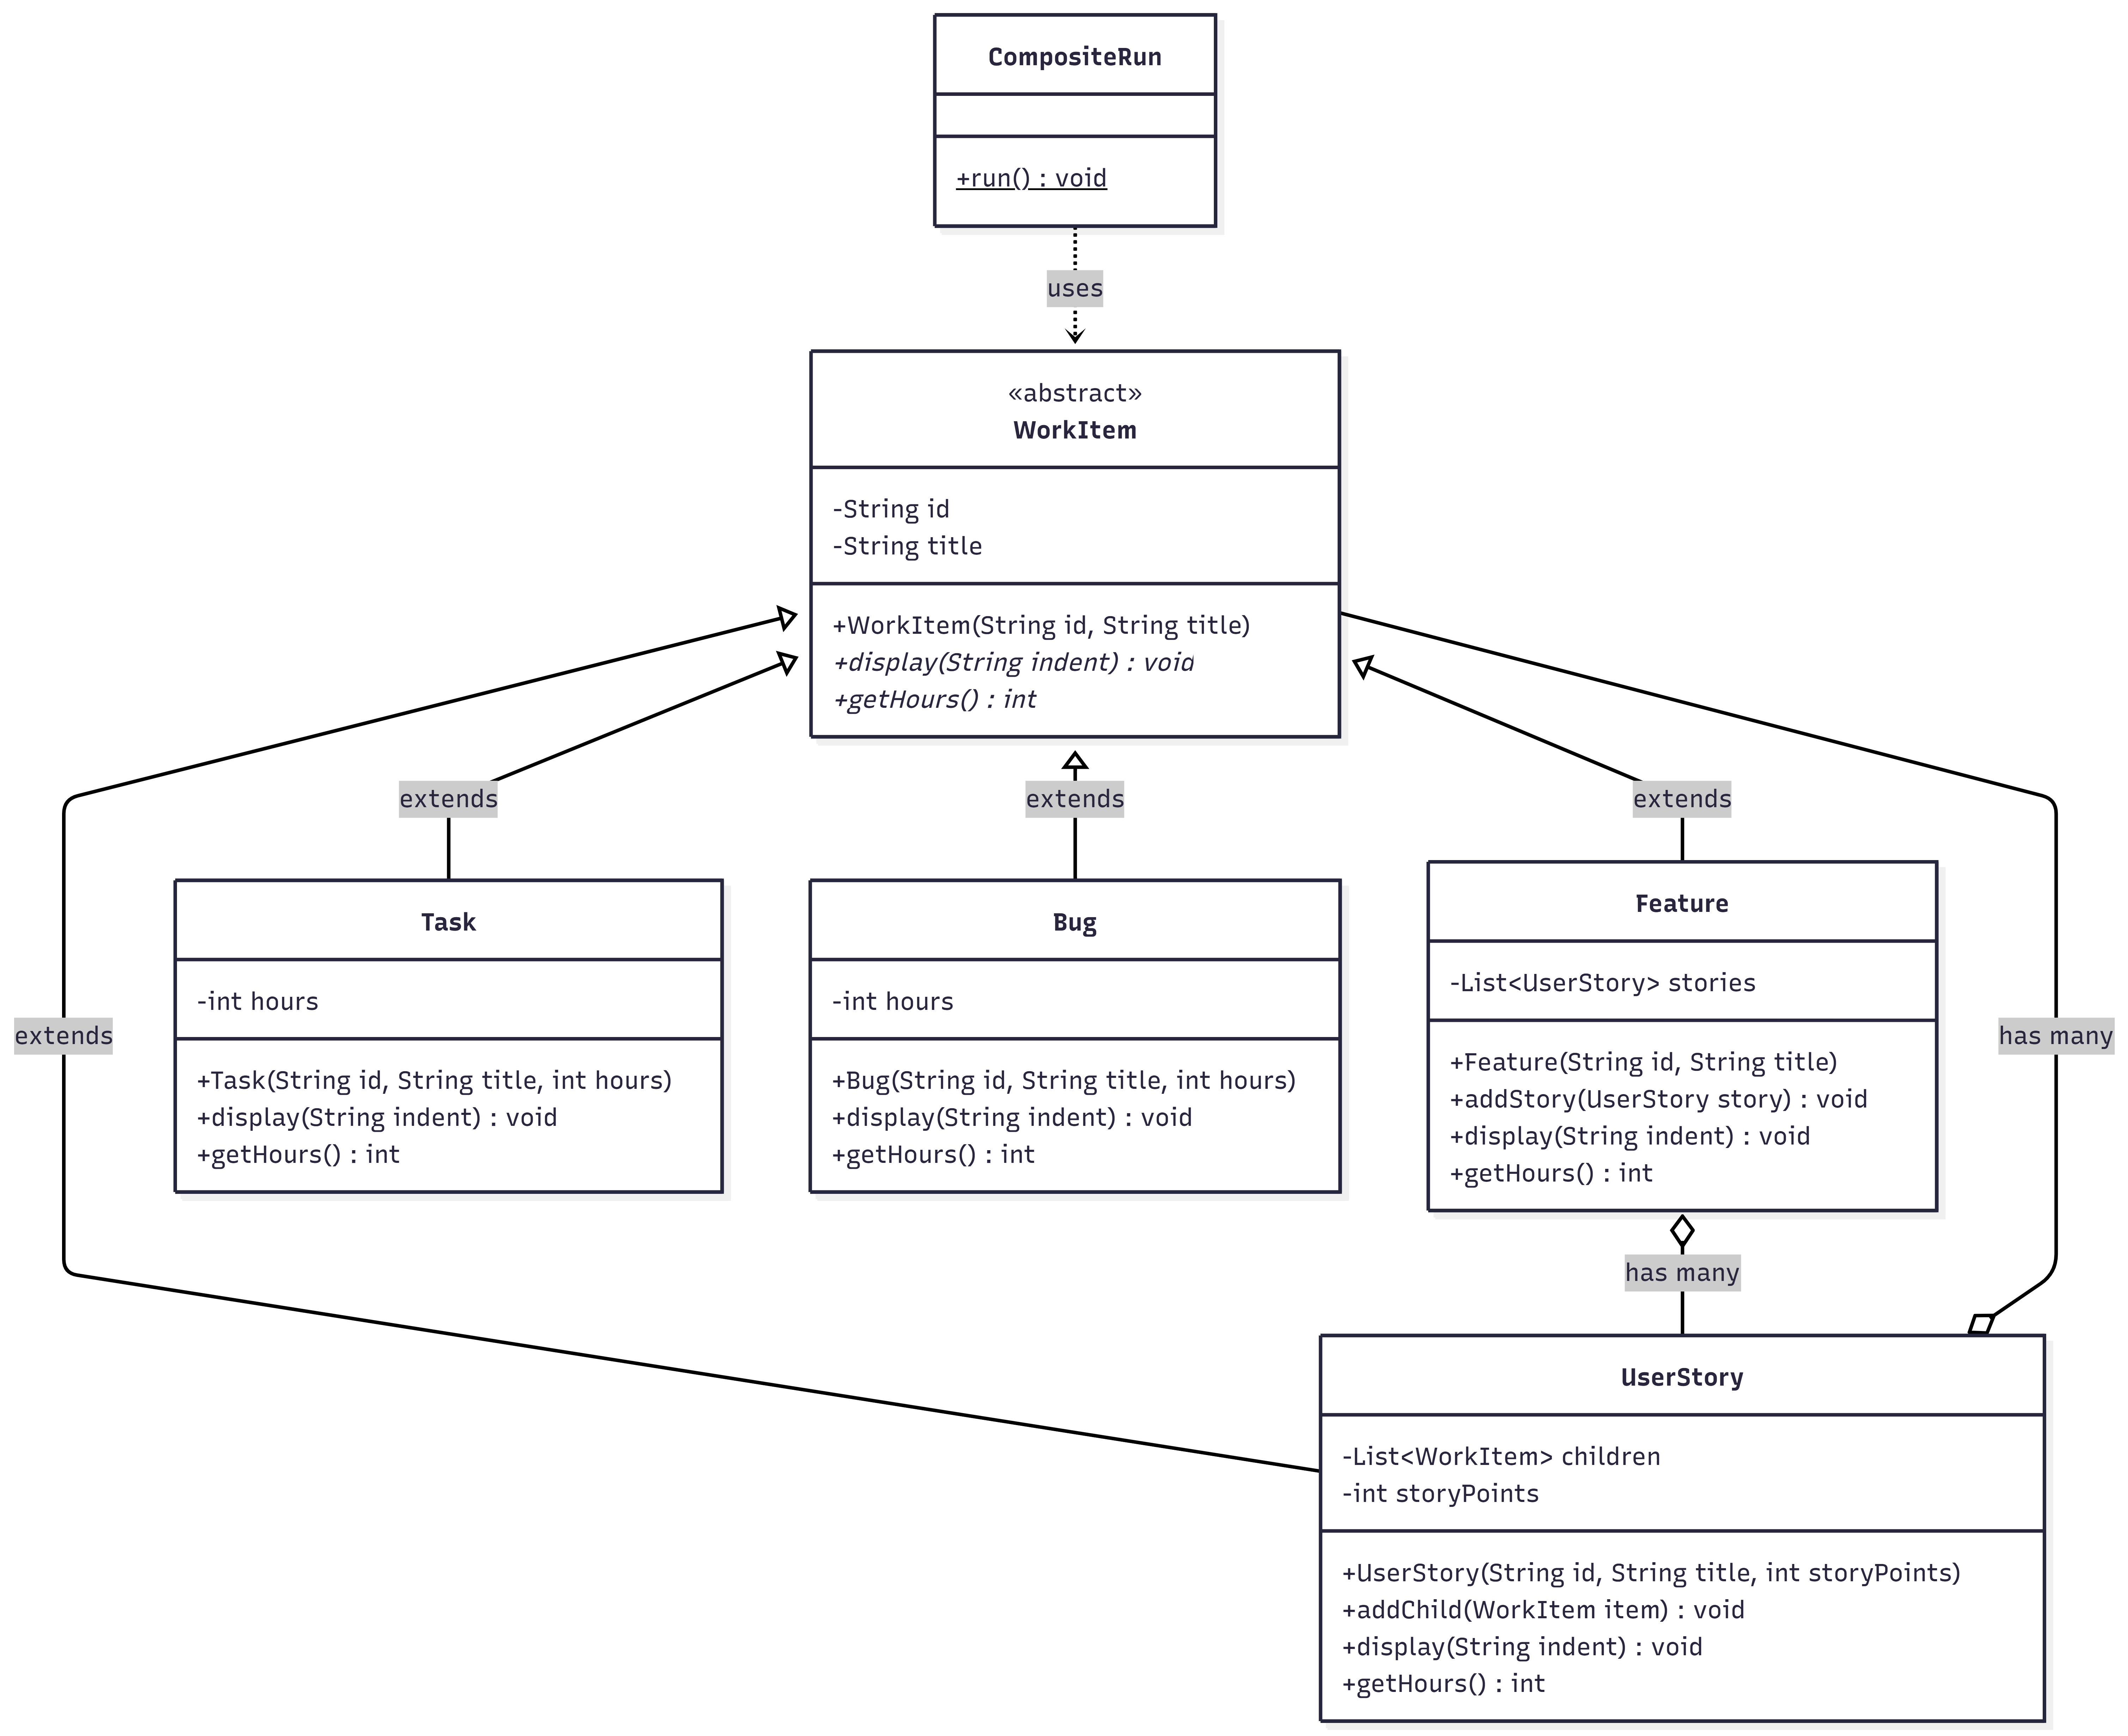 CompositeRun
+run() : void
uses
«abstract»
WorkItem
-String id
-String title
+WorkItem(String id, String title)
+display(String indent) : void
+getHours() : int
extends
extends
extends
Task
-int hours
+Task(String id, String title, int hours)
+display(String indent) : void
+getHours() : int
Bug
-int hours
+Bug(String id, String title, int hours)
+display(String indent) : void
+getHours() : int
Feature
-List<UserStory> stories
+Feature(String id, String title)
+addStory(UserStory story) : void
+display(String indent) : void
+getHours() : int
extends
has many
has many
UserStory
-List<WorkItem> children
-int storyPoints
+UserStory(String id, String title, int storyPoints)
+addChild(WorkItem item) : void
+display(String indent) : void
+getHours() : int